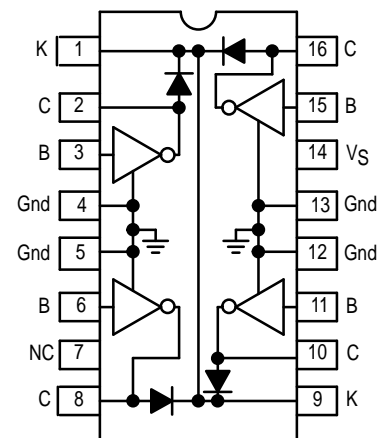 K 1 16 C
C 2 15 B
B 3 14 VS
Gnd 4 13 Gnd
Gnd 5 12 Gnd
B 6 11 B
NC 7 10 C
C 8 9 K